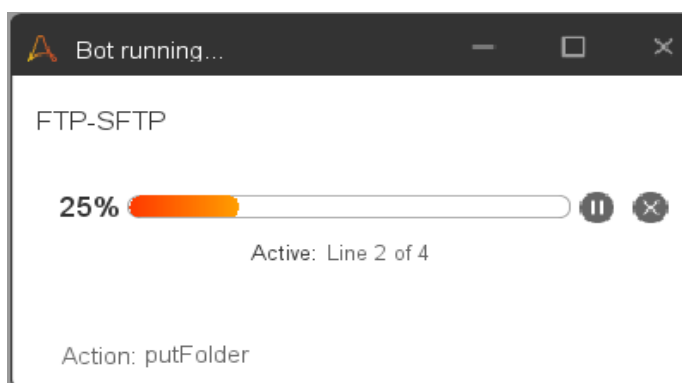 Bot running...
FTP-SFTP
25%
Active: Line 2 of 4
Action: putFolder